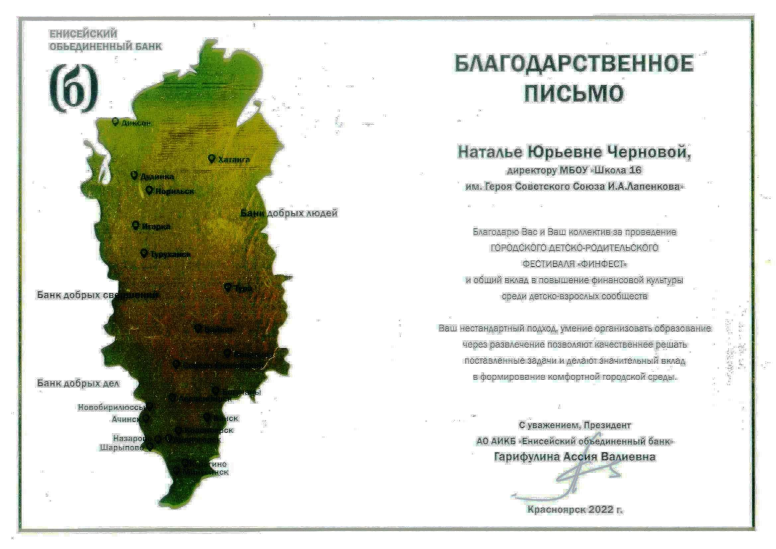 ЕНИСЕЙСКИЙ
ОБЪЕДИНЕННЫЙ БАНК
(б)
Диксон
Хатанга
Дудинка
Норильск
Банк добрых людей
Игарка
Туруханск
Тура
Банк добрых свершений
Банк добрых дел
Новобирилюссы
Ачинск
Канск
Назарово
Шарыпово
БЛАГОДАРСТВЕННОЕ
ПИСЬМО
Наталье Юрьевне Черновой,
директору МБОУ «Школа 16
им. Героя Советского Союза И.А.Лапенкова»
Благодарю Вас и Ваш коллектив за проведение
ГОРОДСКОГО ДЕТСКО-РОДИТЕЛЬСКОГО
ФЕСТИВАЛЯ «ФИНФЕСТ»
и общий вклад в повышение финансовой культуры
среди детско-взрослых сообществ
Ваш нестандартный подход, умение организовать образование
через развлечение позволяют качественнее решать
поставленные задачи и делают значительный вклад
в формирование комфортной городской среды.
С уважением, Президент
АО АИКБ «Енисейский объединенный банк»
Гарифулина Ассия Валиевна
Красноярск 2022 г.